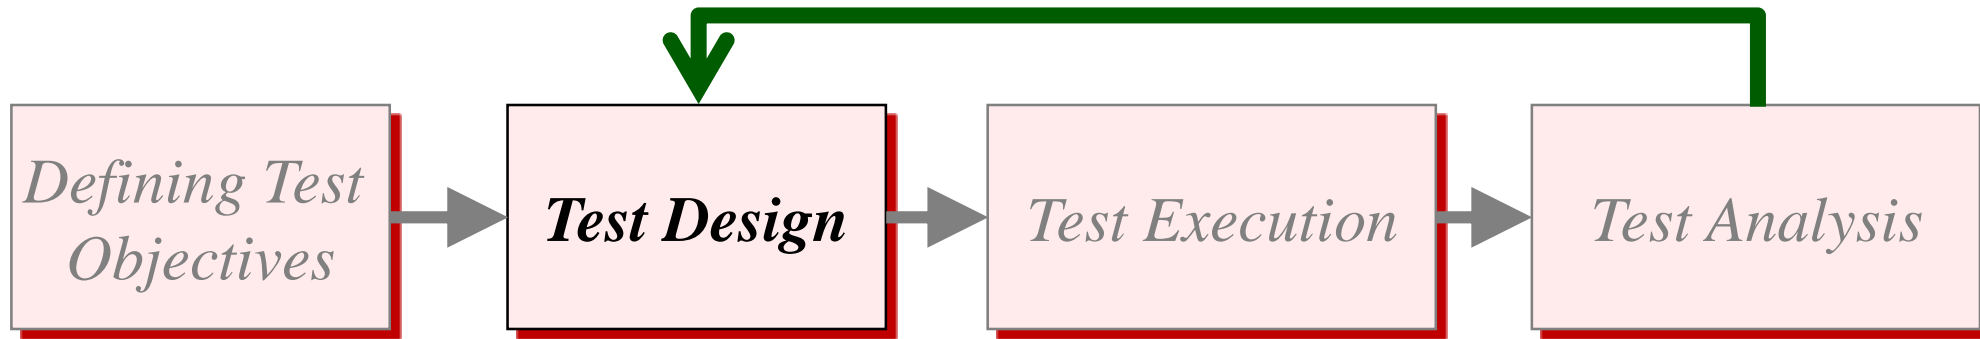 Defining Test
Objectives
Test Design
Test Execution
Test Analysis